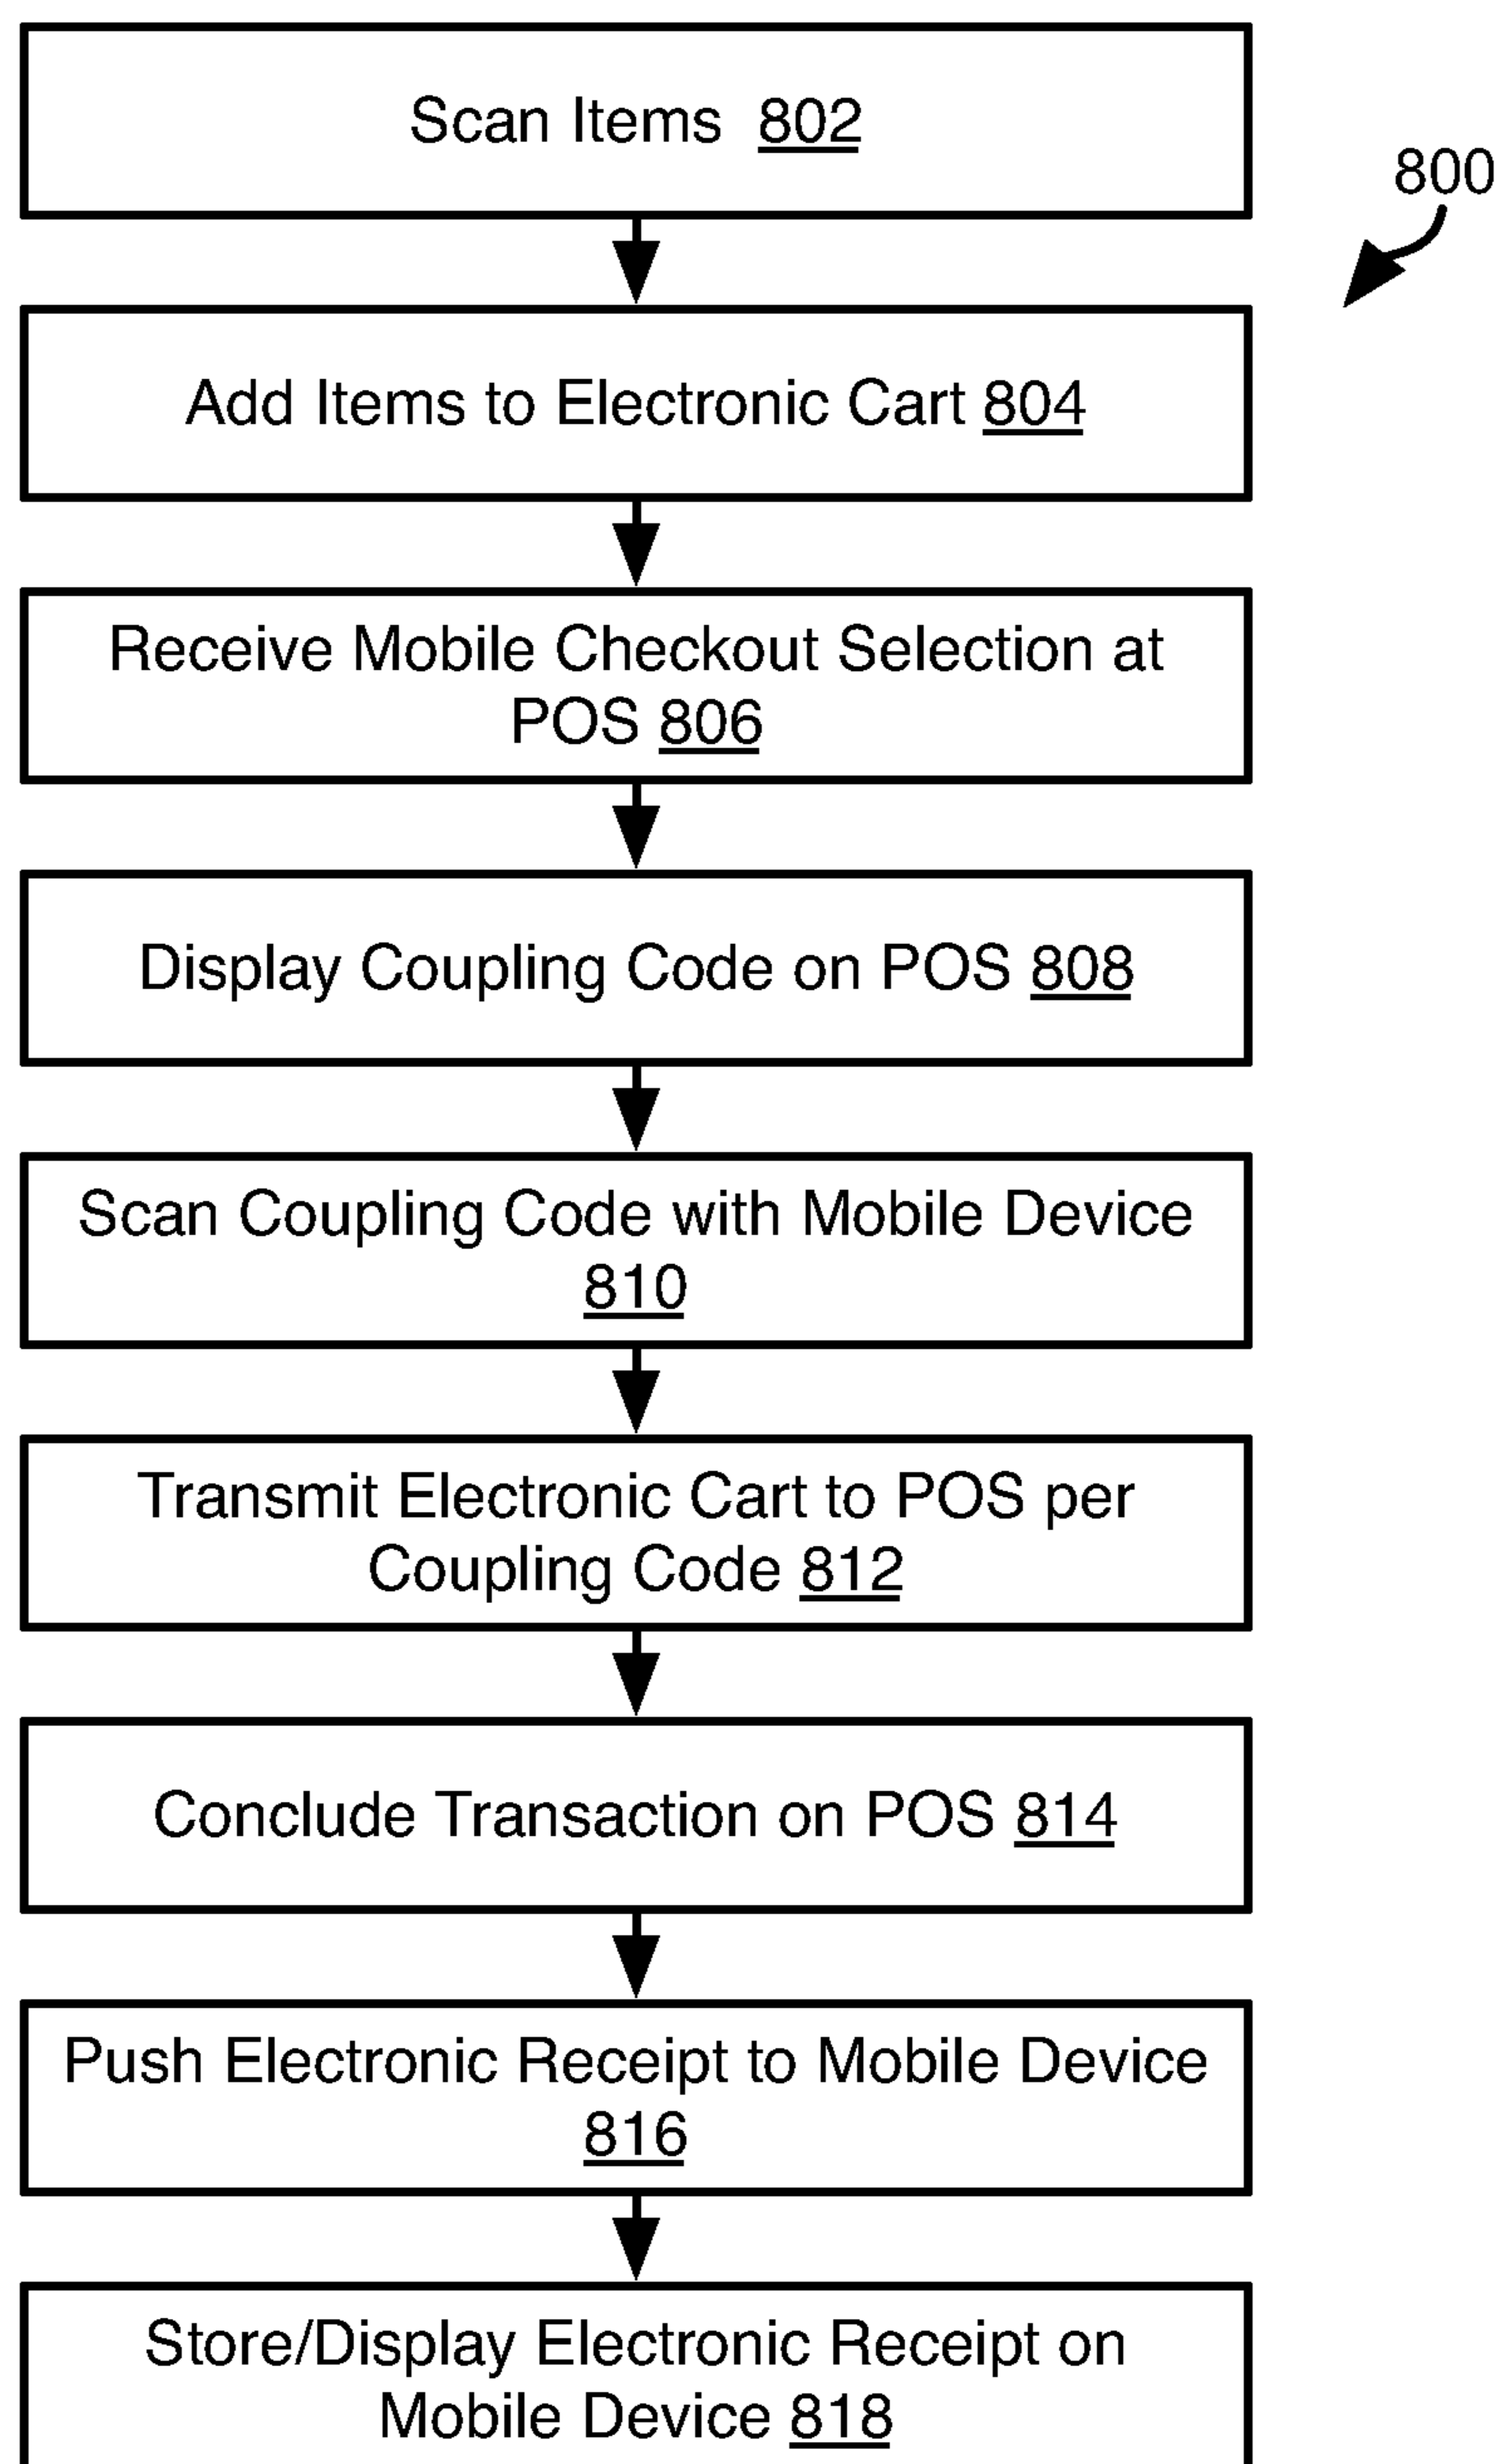 Scan Items 802
800
Add Items to Electronic Cart 804
Receive Mobile Checkout Selection at
POS 806
Display Coupling Code on POS 808
Scan Coupling Code with Mobile Device
810
Transmit Electronic Cart to POS per
Coupling Code 812
Conclude Transaction on POS 814
Push Electronic Receipt to Mobile Device
816
Store/Display Electronic Receipt on
Mobile Device 818